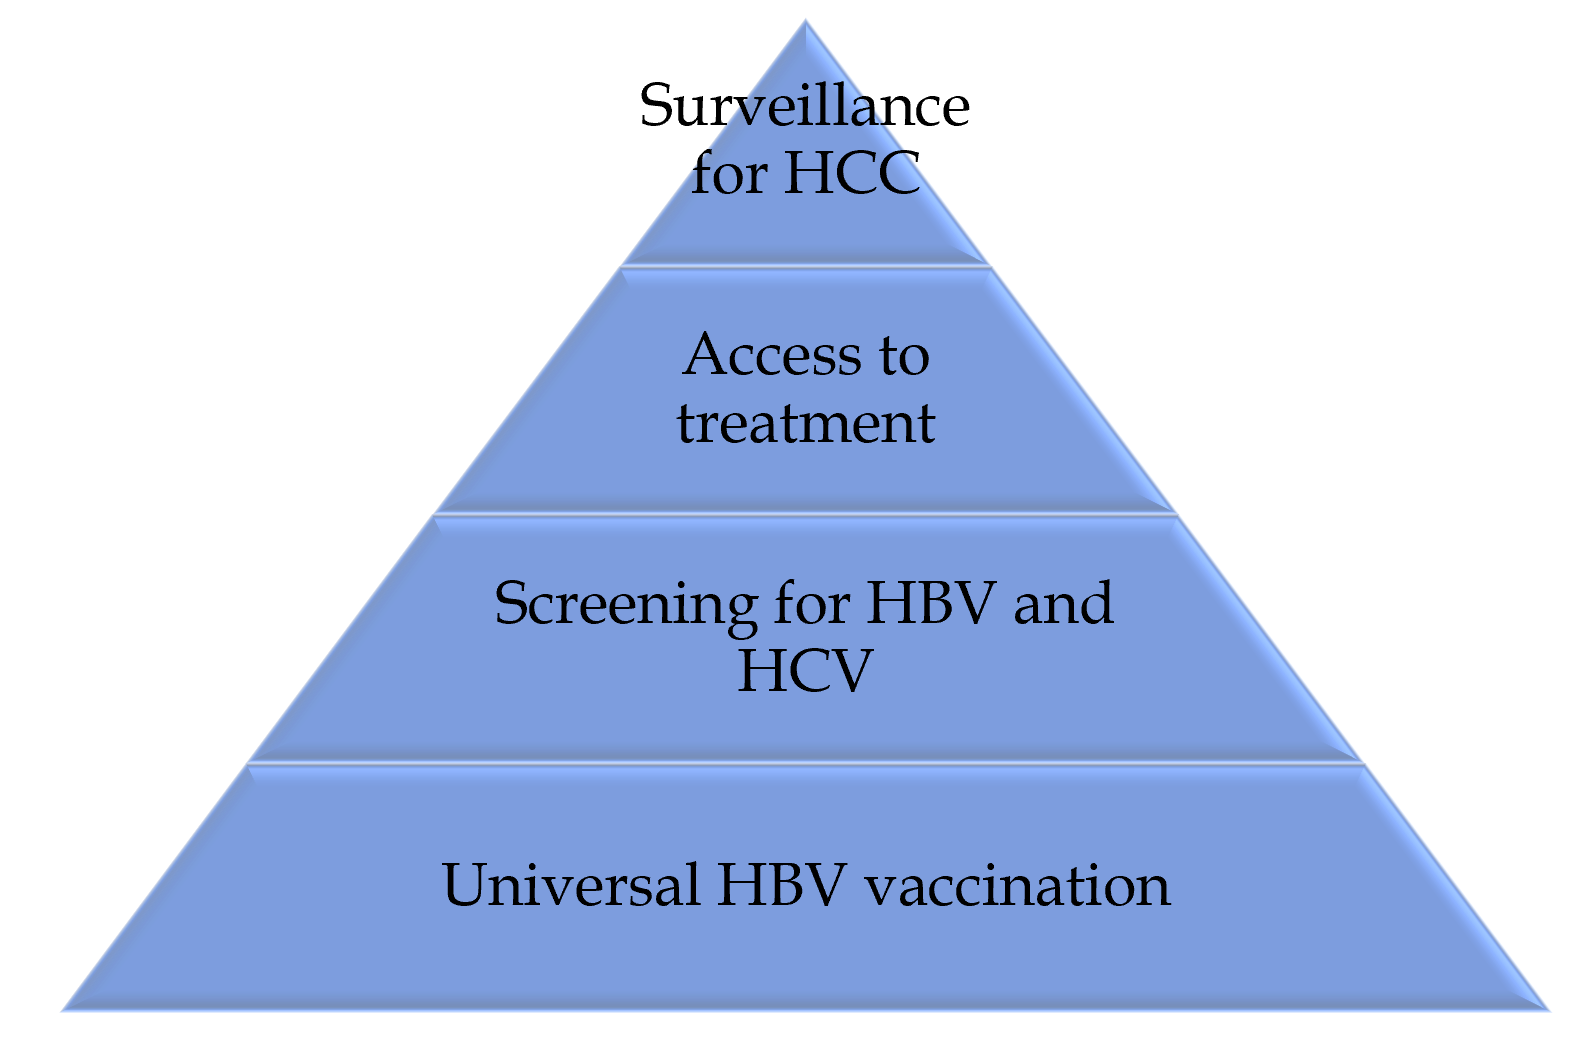 Surveillance
for HCC
Access to
treatment
Screening for HBV and
HCV
Universal HBV vaccination